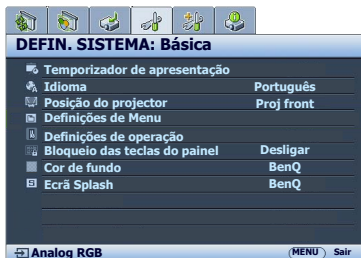 DEFIN. SISTEMA: Básica
Temporizador de apresentação
Idioma Português
Posição do projector Proj front
Definições de Menu
Definições de operação
Bloqueio das teclas do painel Desligar
Cor de fundo BenQ
Ecrã Splash BenQ
Analog RGB MENU Sair